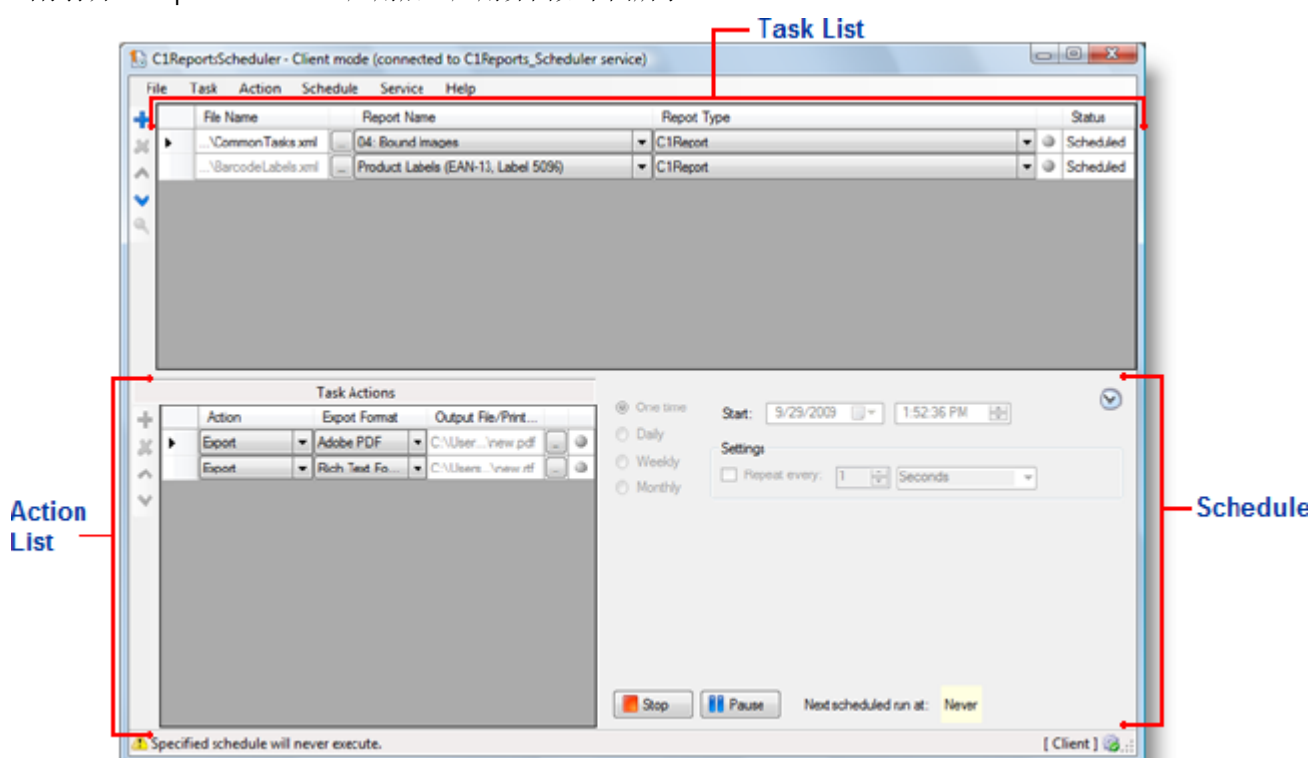 Task List
C1Report:Scheduler - Client mode (connected to C1Reports_Scheduler service)
File Task Action Schedule Service Help
File Name Report Name Report Type Status
...\CommonTasks.xml ... 04: Bound Images C1Report Scheduled
...\BarcodeLabels.xml ... Product Labels (EAN-13, Label 5096) C1Report Scheduled
Task Actions
Action Export Format Output File/Print...
Export Adobe PDF C:\User...\new.pdf ...
Export Rich Text Fo... C:\Users...\new.rtf ...
One time
Daily
Weekly
Monthly
Start: 9/29/2009 1:52:36 PM
Settings
Repeat every: 1 Seconds
Action
List
Schedule
Stop Pause Next scheduled run at: Never
Specified schedule will never execute. [ Client ]